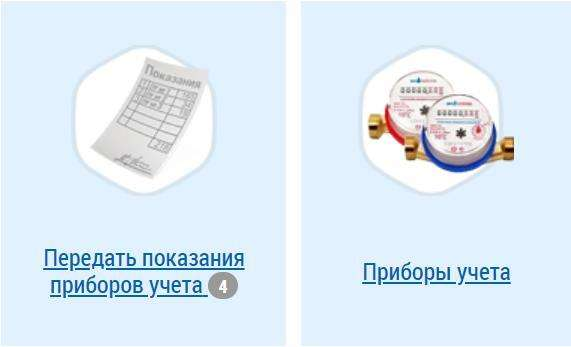 Показания
Передать показания
приборов учета 4
Приборы учета